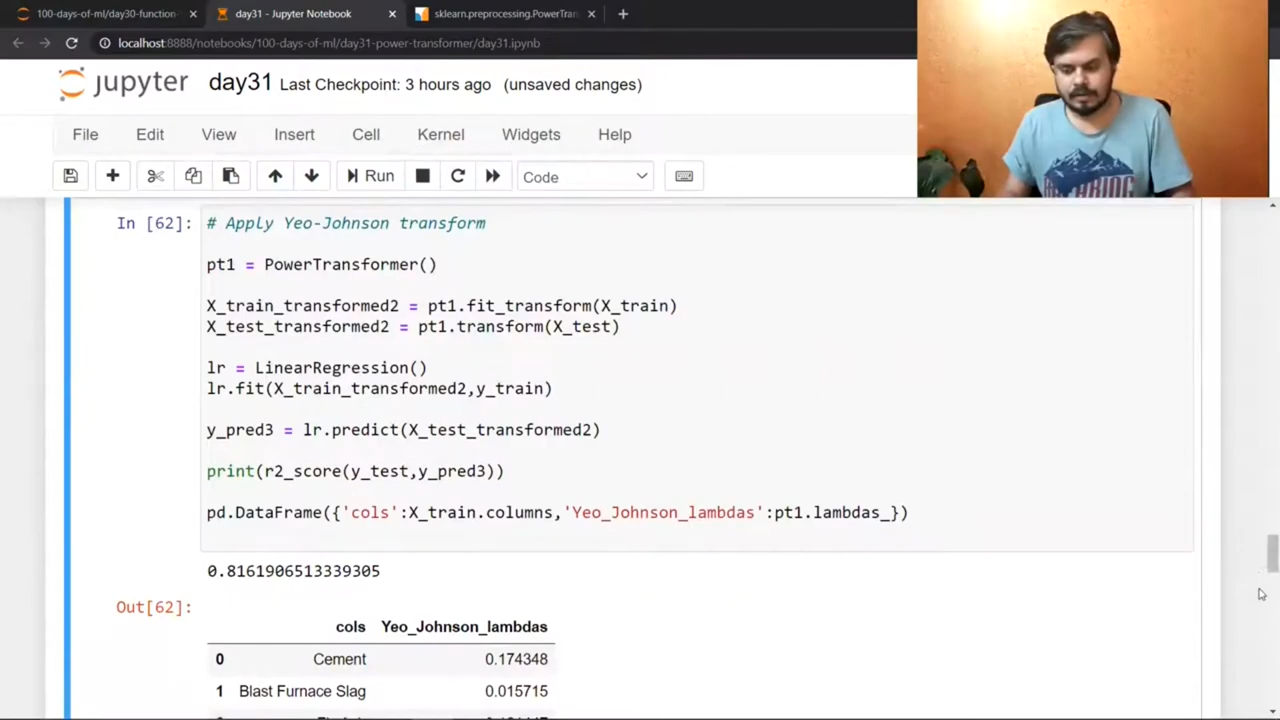 100-days-of-ml/day30-function-
day31 - Jupyter Notebook
sklearn.preprocessing.PowerTran
localhost:8888/notebooks/100-days-of-ml/day31-power-transformer/day31.ipynb
jupyter day31 Last Checkpoint: 3 hours ago (unsaved changes)
File Edit View Insert Cell Kernel Widgets Help
Run Code
In [62]: # Apply Yeo-Johnson transform
pt1 = PowerTransformer()
X_train_transformed2 = pt1.fit_transform(X_train)
X_test_transformed2 = pt1.transform(X_test)
lr = LinearRegression()
lr.fit(X_train_transformed2,y_train)
y_pred3 = lr.predict(X_test_transformed2)
print(r2_score(y_test,y_pred3))
pd.DataFrame({'cols':X_train.columns,'Yeo_Johnson_lambdas':pt1.lambdas_})
0.8161906513339305
Out[62]:
cols Yeo_Johnson_lambdas
0 Cement 0.174348
1 Blast Furnace Slag 0.015715